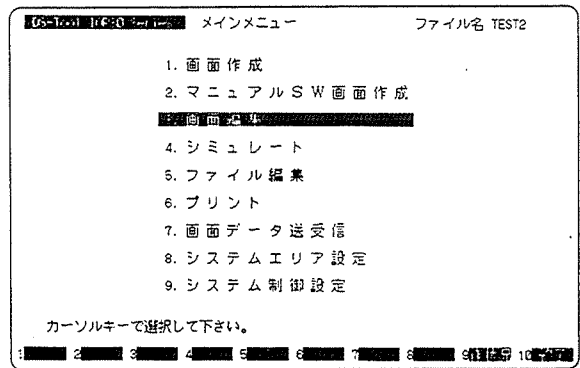 メインメニュー ファイル名 TEST2
1. 画面作成
2. マニュアルSW画面作成
3. 画面編集
4. シミュレート
5. ファイル編集
6. プリント
7. 画面データ送受信
8. システムエリア設定
9. システム制御設定
カーソルキーで選択して下さい。
1 2 3 4 5 6 7 8 9 10